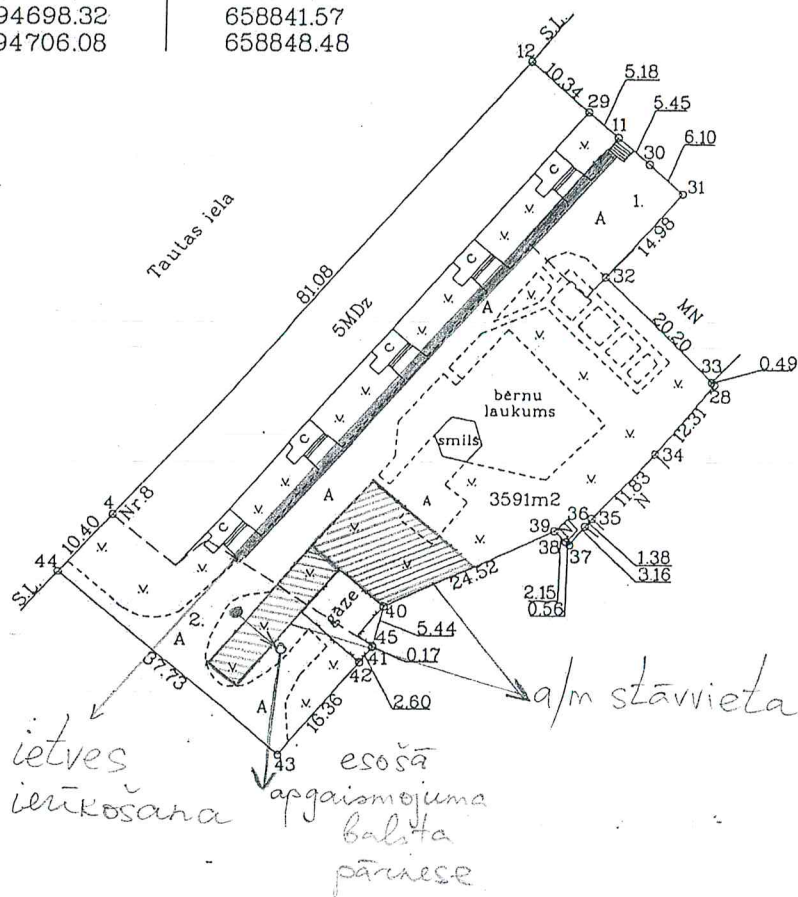 94698.32 658841.57
94706.08 658848.48
S.L.
12
10.34
29
5.18
11
5.45
30
6.10
31
v.
c
A
1.
14.98
Tautas iela
v.
32
c
v.
A
MN
81.08
5MDz
v.
20.20
c
v.
33
0.49
28
bērnu
laukums
v.
12.31
smils
v.
34
c
v.
A
3591m2
11.83
N
4
Nr 8
v.
A
36
35
39
N
38
37
1.38
3.16
10.40
44
v.
c
v.
24.52
2.15
0.56
S.L.
v.
gāze
40
5.44
2.
v.
45
41
0.17
A
42
a/m stāvvieta
37.73
v.
A
16.36
2.60
43
ietves
ierīkošana
esošā
apgaismojuma
balsta
pārnese